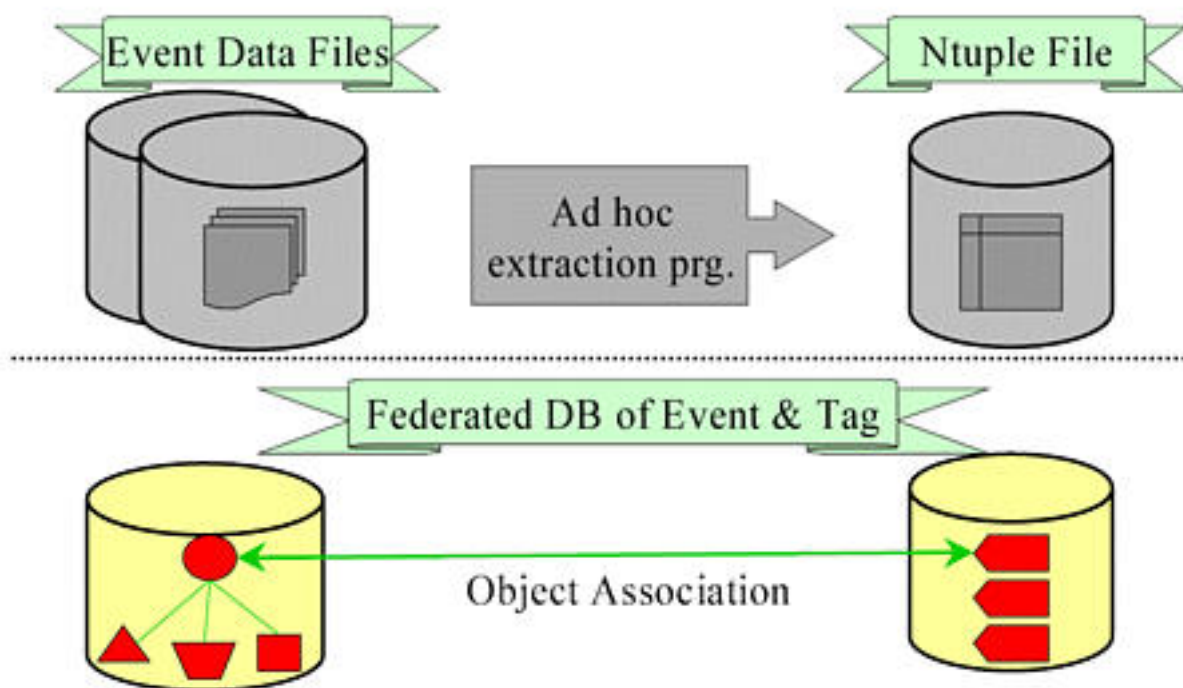 Event Data Files
Ntuple File
Ad hoc
extraction prg.
Federated DB of Event & Tag
Object Association